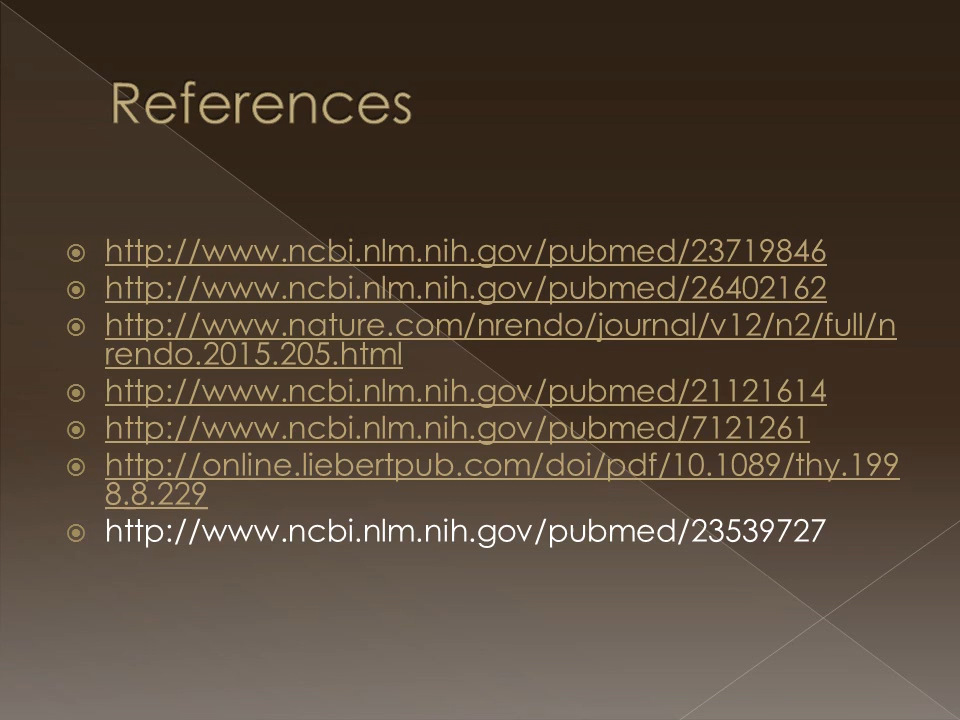 References
http://www.ncbi.nlm.nih.gov/pubmed/23719846
http://www.ncbi.nlm.nih.gov/pubmed/26402162
http://www.nature.com/nrendo/journal/v12/n2/full/n
rendo.2015.205.html
http://www.ncbi.nlm.nih.gov/pubmed/21121614
http://www.ncbi.nlm.nih.gov/pubmed/7121261
http://online.liebertpub.com/doi/pdf/10.1089/thy.199
8.8.229
http://www.ncbi.nlm.nih.gov/pubmed/23539727